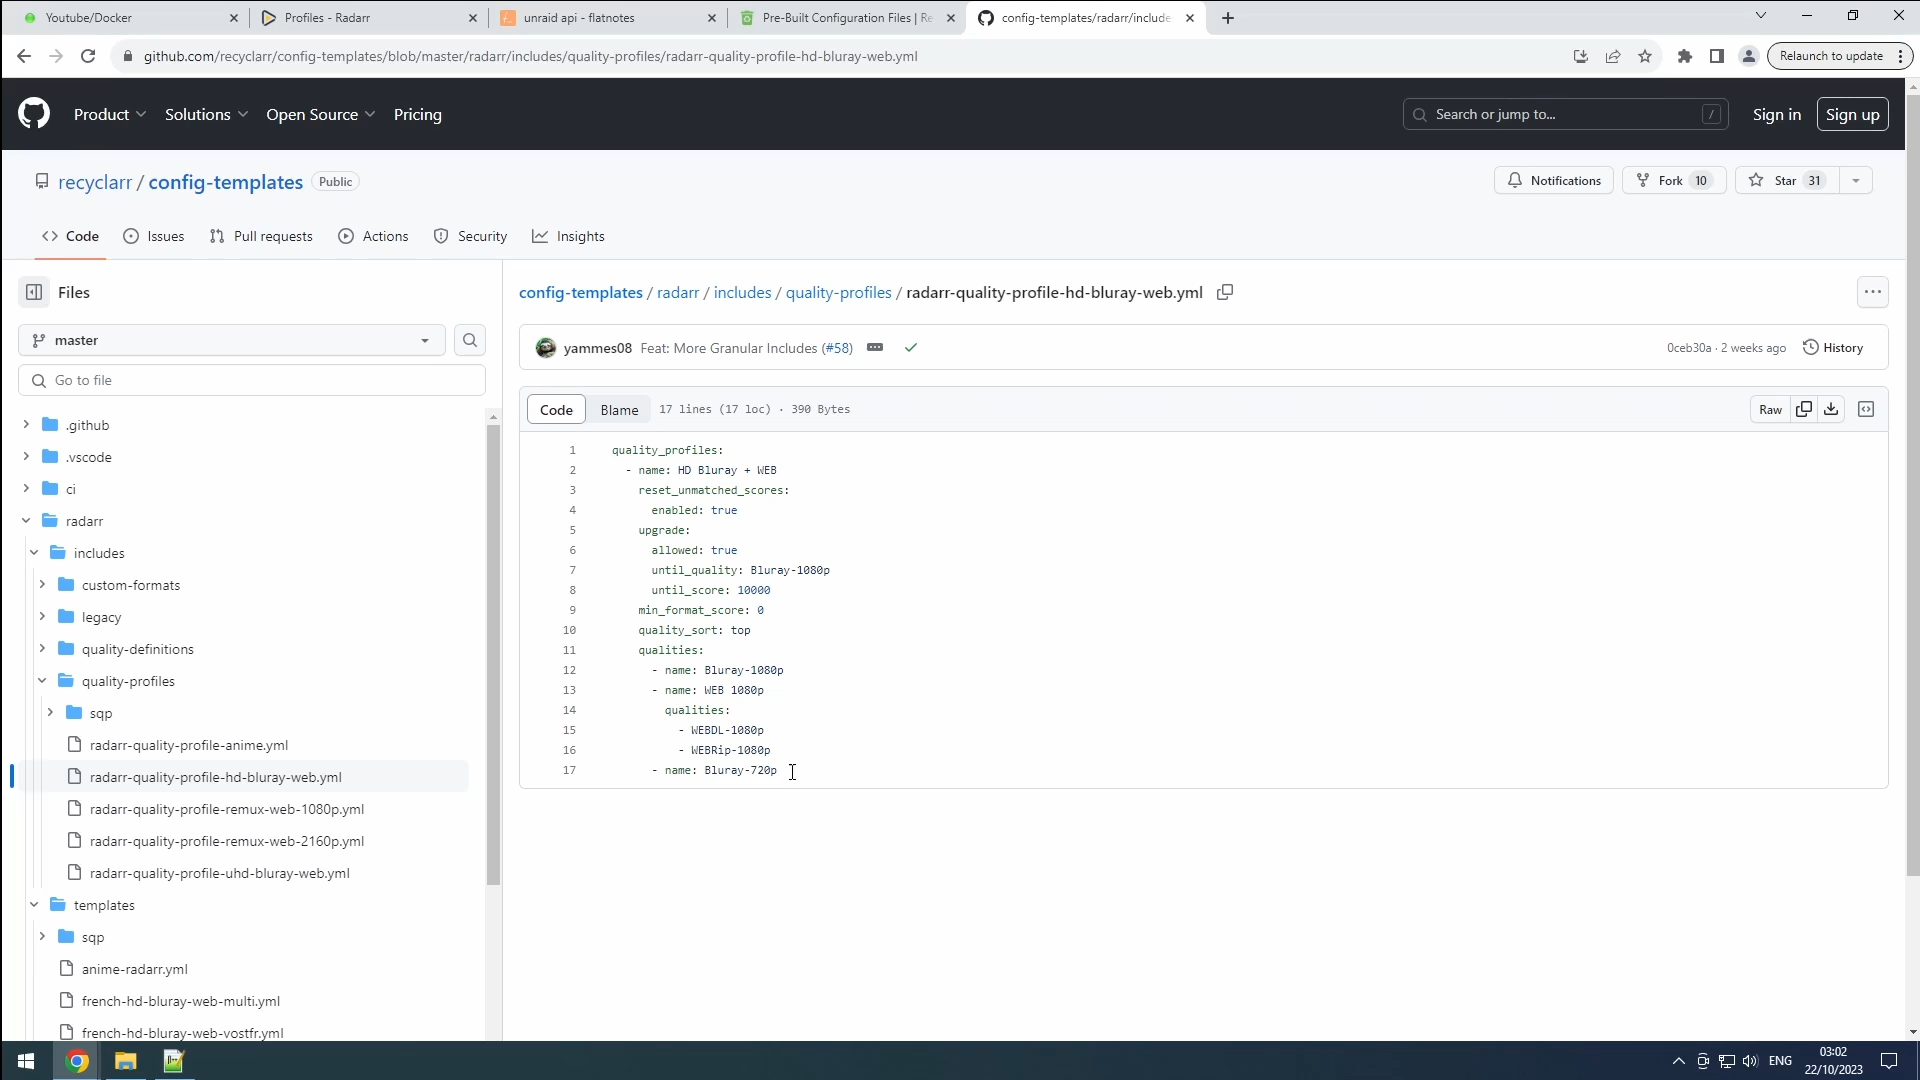 Youtube/Docker
Profiles - Radarr
unraid api - flatnotes
Pre-Built Configuration Files | Re
config-templates/radarr/include
github.com/recyclarr/config-templates/blob/master/radarr/includes/quality-profiles/radarr-quality-profile-hd-bluray-web.yml
Relaunch to update
Product
Solutions
Open Source
Pricing
Search or jump to...
/
Sign in
Sign up
recyclarr / config-templates
Public
Notifications
Fork 10
Star 31
Code
Issues
Pull requests
Actions
Security
Insights
Files
master
Go to file
.github
.vscode
ci
radarr
includes
custom-formats
legacy
quality-definitions
quality-profiles
sqp
radarr-quality-profile-anime.yml
radarr-quality-profile-hd-bluray-web.yml
radarr-quality-profile-remux-web-1080p.yml
radarr-quality-profile-remux-web-2160p.yml
radarr-quality-profile-uhd-bluray-web.yml
templates
sqp
anime-radarr.yml
french-hd-bluray-web-multi.yml
french-hd-bluray-web-vostfr.yml
config-templates / radarr / includes / quality-profiles / radarr-quality-profile-hd-bluray-web.yml
yammes08 Feat: More Granular Includes (#58)
0ceb30a · 2 weeks ago
History
Code
Blame
17 lines (17 loc) · 390 Bytes
Raw
1 quality_profiles:
2 - name: HD Bluray + WEB
3 reset_unmatched_scores:
4 enabled: true
5 upgrade:
6 allowed: true
7 until_quality: Bluray-1080p
8 until_score: 10000
9 min_format_score: 0
10 quality_sort: top
11 qualities:
12 - name: Bluray-1080p
13 - name: WEB 1080p
14 qualities:
15 - WEBDL-1080p
16 - WEBRip-1080p
17 - name: Bluray-720p
ENG
03:02
22/10/2023